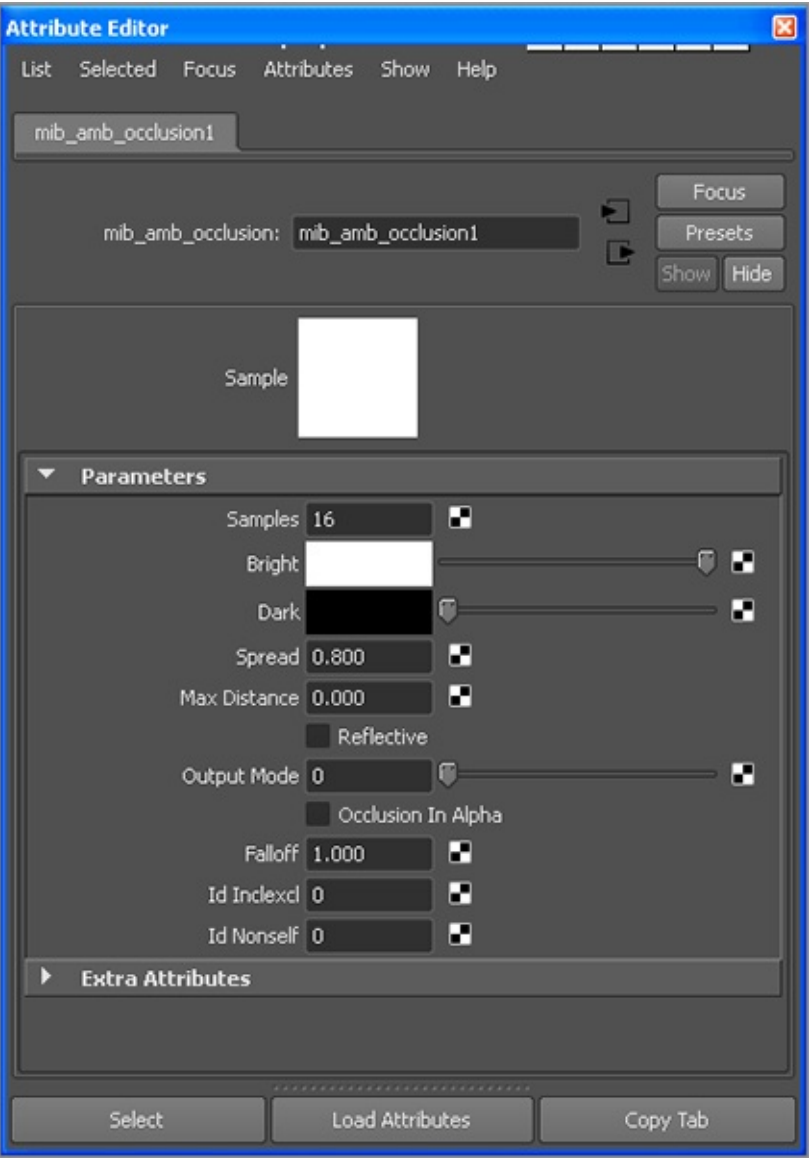 Attribute Editor
List Selected Focus Attributes Show Help
mib_amb_occlusion1
Focus
mib_amb_occlusion: mib_amb_occlusion1
Presets
Show Hide
Sample
Parameters
Samples 16
Bright
Dark
Spread 0.800
Max Distance 0.000
Reflective
Output Mode 0
Occlusion In Alpha
Falloff 1.000
Id Inclexcl 0
Id Nonself 0
Extra Attributes
Select Load Attributes Copy Tab